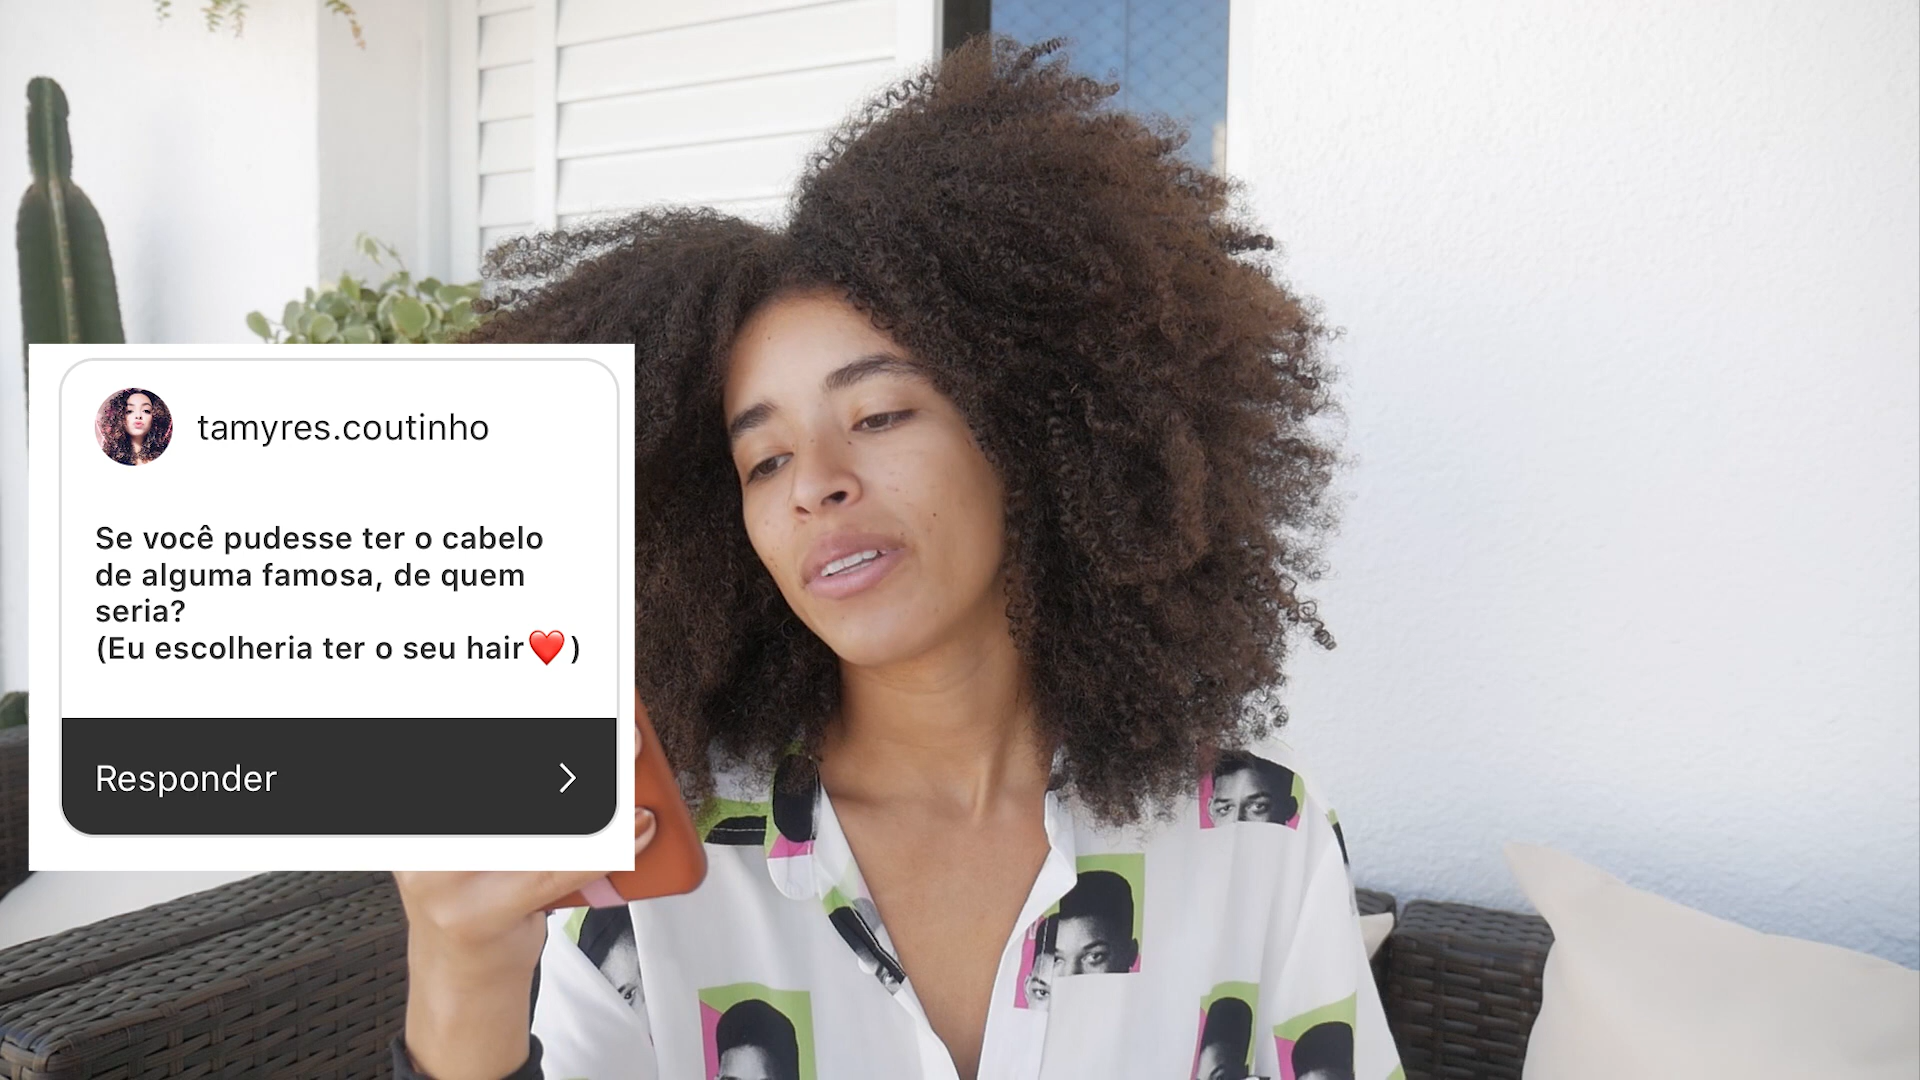 tamyres.coutinho
Se você pudesse ter o cabelo
de alguma famosa, de quem
seria?
(Eu escolheria ter o seu hair❤️)
Responder